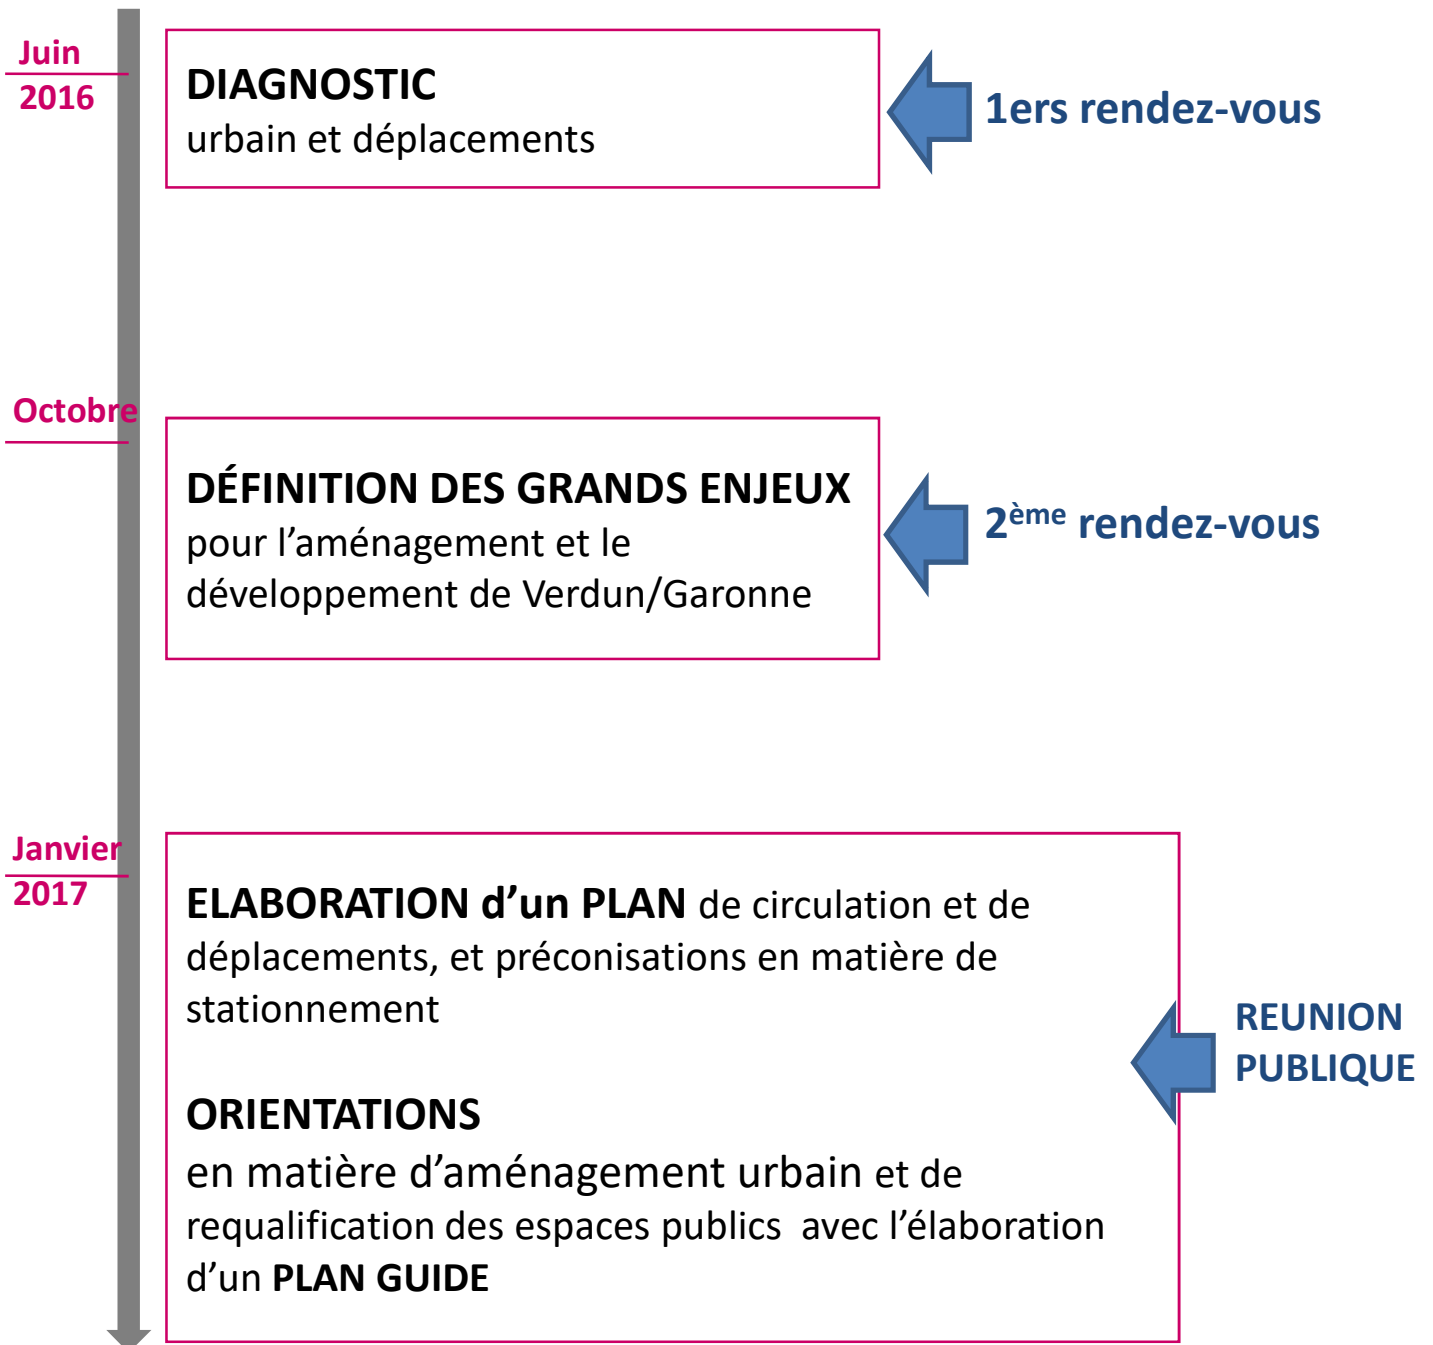 Juin
2016
DIAGNOSTIC
urbain et déplacements
1ers rendez-vous
Octobre
DÉFINITION DES GRANDS ENJEUX
pour l’aménagement et le
développement de Verdun/Garonne
2ème rendez-vous
Janvier
2017
ELABORATION d’un PLAN de circulation et de
déplacements, et préconisations en matière de
stationnement
ORIENTATIONS
en matière d’aménagement urbain et de
requalification des espaces publics avec l’élaboration
d’un PLAN GUIDE
REUNION
PUBLIQUE